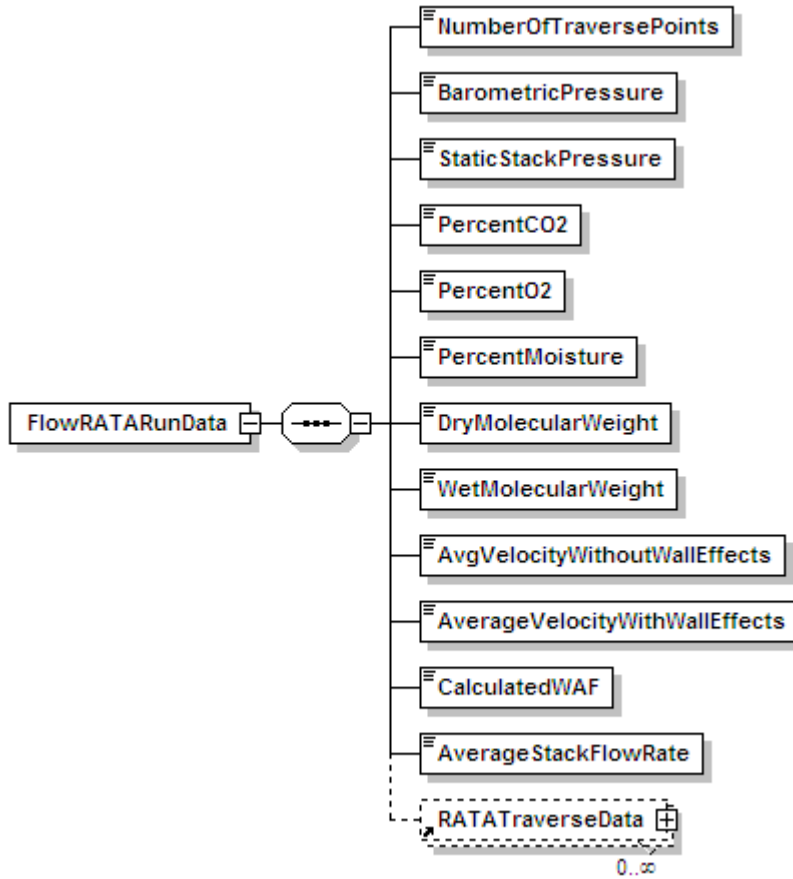 NumberOfTraversePoints
BarometricPressure
StaticStackPressure
PercentCO2
PercentO2
PercentMoisture
FlowRATARunData
DryMolecularWeight
WetMolecularWeight
AvgVelocityWithoutWallEffects
AverageVelocityWithWallEffects
CalculatedWAF
AverageStackFlowRate
RATATraverseData
0..∞